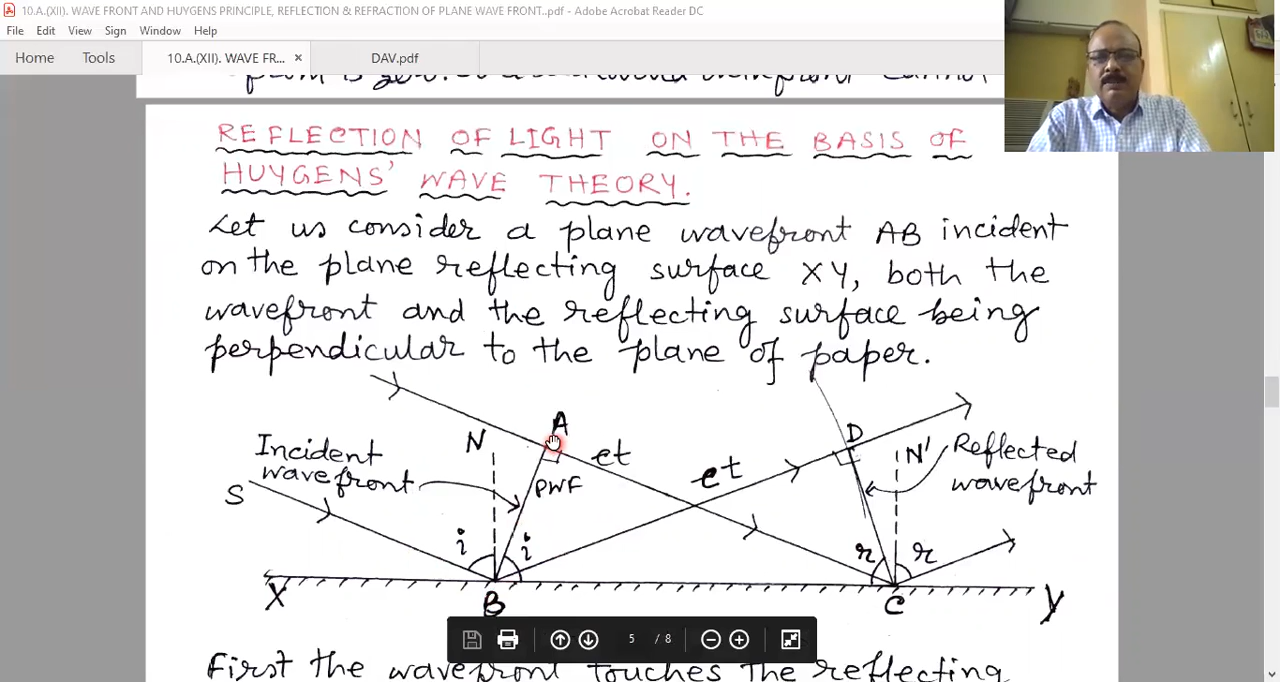 10.A.(XII). WAVE FRONT AND HUYGENS PRINCIPLE, REFLECTION & REFRACTION OF PLANE WAVE FRONT..pdf - Adobe Acrobat Reader DC
File Edit View Sign Window Help
Home Tools 10.A.(XII). WAVE FR... × DAV.pdf
REFLECTION OF LIGHT ON THE BASIS OF
HUYGENS' WAVE THEORY.
Let us consider a plane wavefront AB incident
on the plane reflecting surface XY, both the
wavefront and the reflecting surface being
perpendicular to the plane of paper.
A
N
D
N'
Incident
wavefront
ct
ct
Reflected
wavefront
S
PWF
i
i
r
r
X
B
C
Y
5 / 8
First the wavefront touches the reflecting